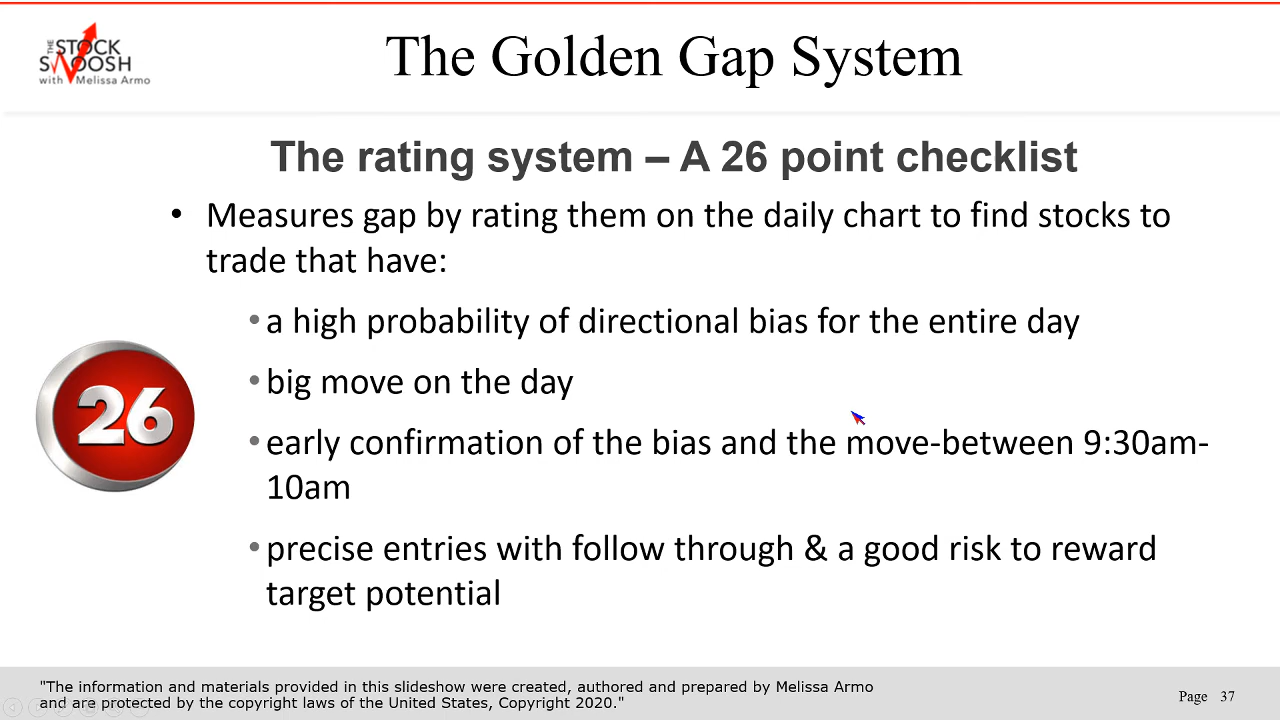 THE STOCK
SWOOSH
with Melissa Armo
The Golden Gap System
The rating system – A 26 point checklist
• Measures gap by rating them on the daily chart to find stocks to
trade that have:
• a high probability of directional bias for the entire day
• big move on the day
• early confirmation of the bias and the move-between 9:30am-
10am
• precise entries with follow through & a good risk to reward
target potential
26
"The information and materials provided in this slideshow were created, authored and prepared by Melissa Armo
and are protected by the copyright laws of the United States, Copyright 2020."
Page 37